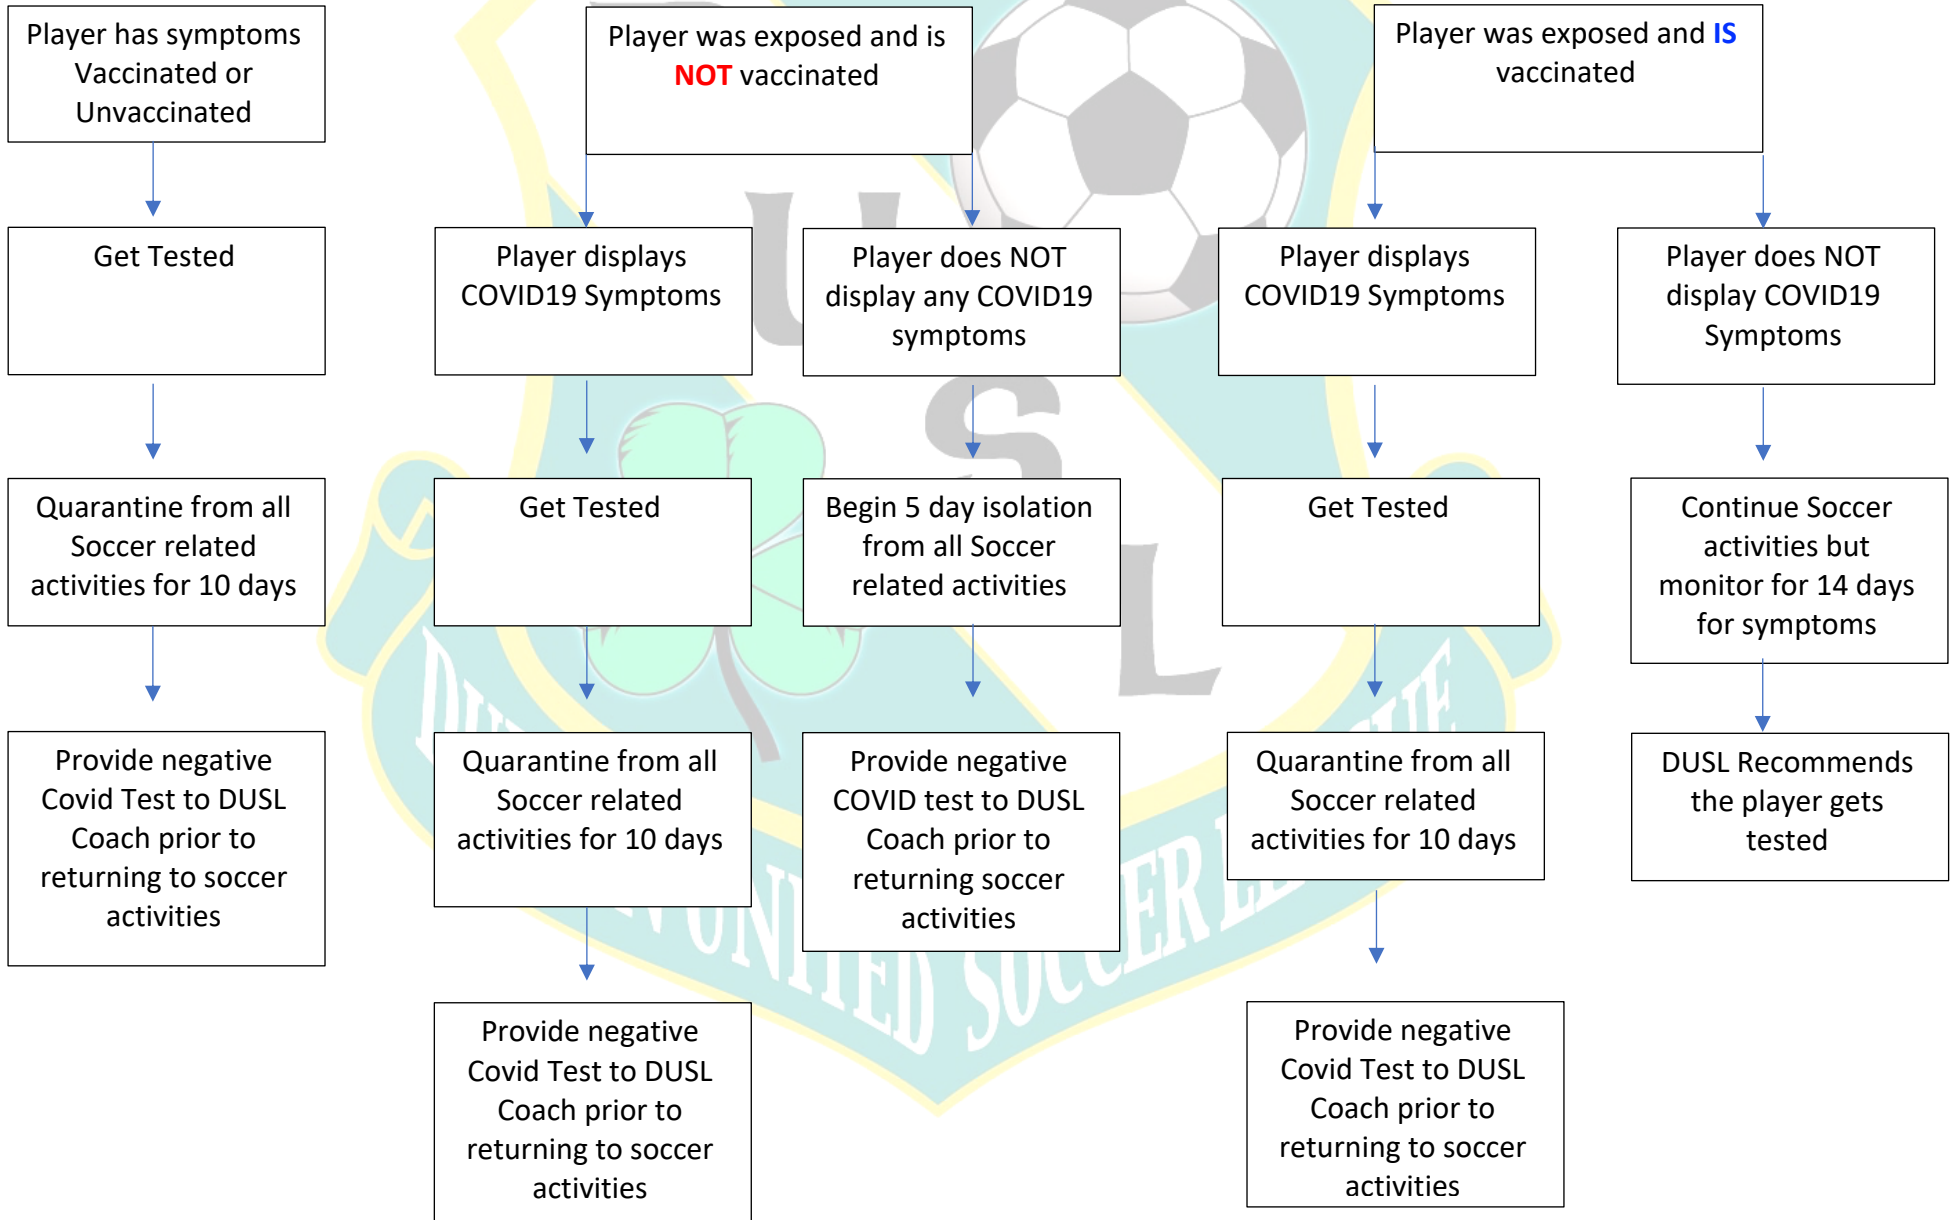 Player has symptoms
Vaccinated or
Unvaccinated
Player was exposed and is
NOT vaccinated
Player was exposed and IS
vaccinated
Get Tested
Player displays
COVID19 Symptoms
Player does NOT
display any COVID19
symptoms
Player displays
COVID19 Symptoms
Player does NOT
display COVID19
Symptoms
Quarantine from all
Soccer related
activities for 10 days
Get Tested
Begin 5 day isolation
from all Soccer
related activities
Get Tested
Continue Soccer
activities but
monitor for 14 days
for symptoms
Provide negative
Covid Test to DUSL
Coach prior to
returning to soccer
activities
Quarantine from all
Soccer related
activities for 10 days
Provide negative
COVID test to DUSL
Coach prior to
returning soccer
activities
Quarantine from all
Soccer related
activities for 10 days
DUSL Recommends
the player gets
tested
Provide negative
Covid Test to DUSL
Coach prior to
returning to soccer
activities
Provide negative
Covid Test to DUSL
Coach prior to
returning to soccer
activities
U
S
L
UNITED SOCCER